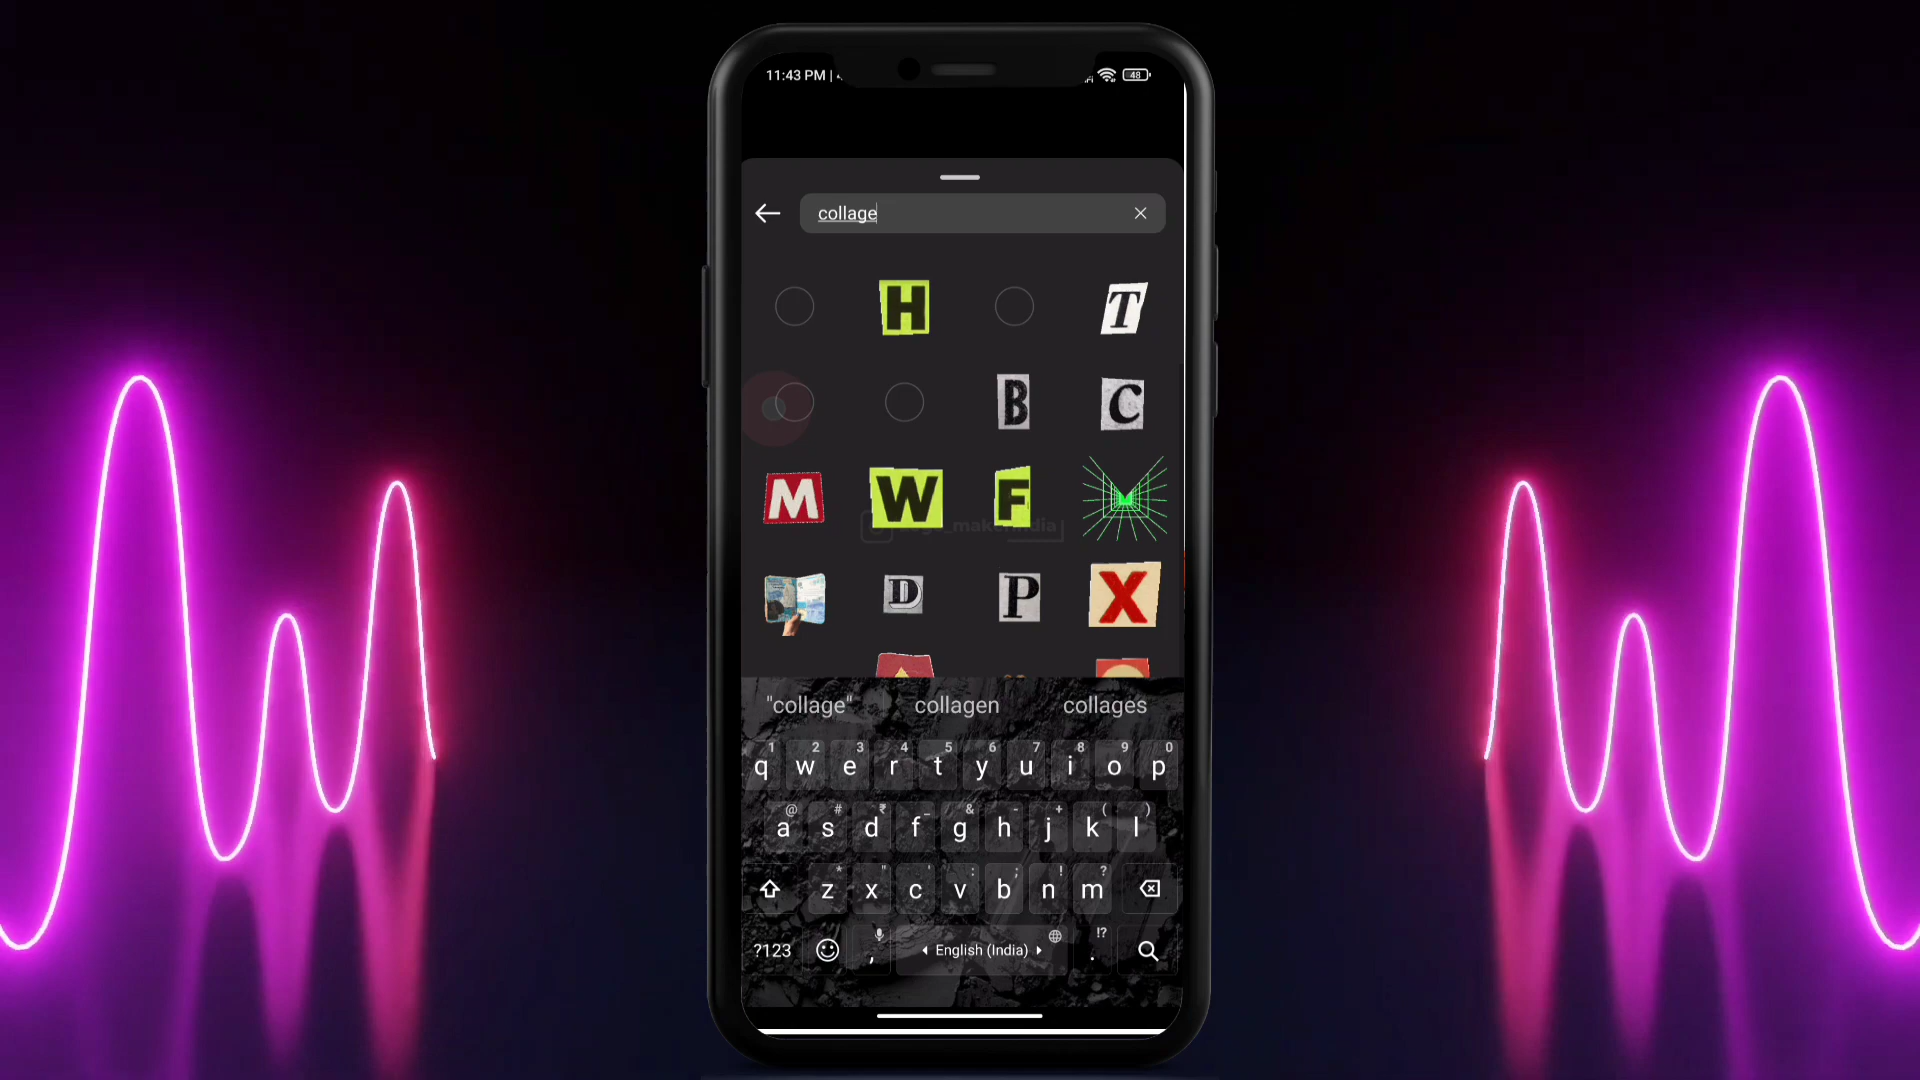 11:43 PM |
48
collage
H
T
B
C
M
W
F
D
P
X
"collage" collagen collages
1 2 3 4 5 6 7 8 9 0
q w e r t y u i o p
@ # ₹ _ & - + ( )
a s d f g h j k l
* " ' : ; ! ?
z x c v b n m
!?
?123 , English (India) .